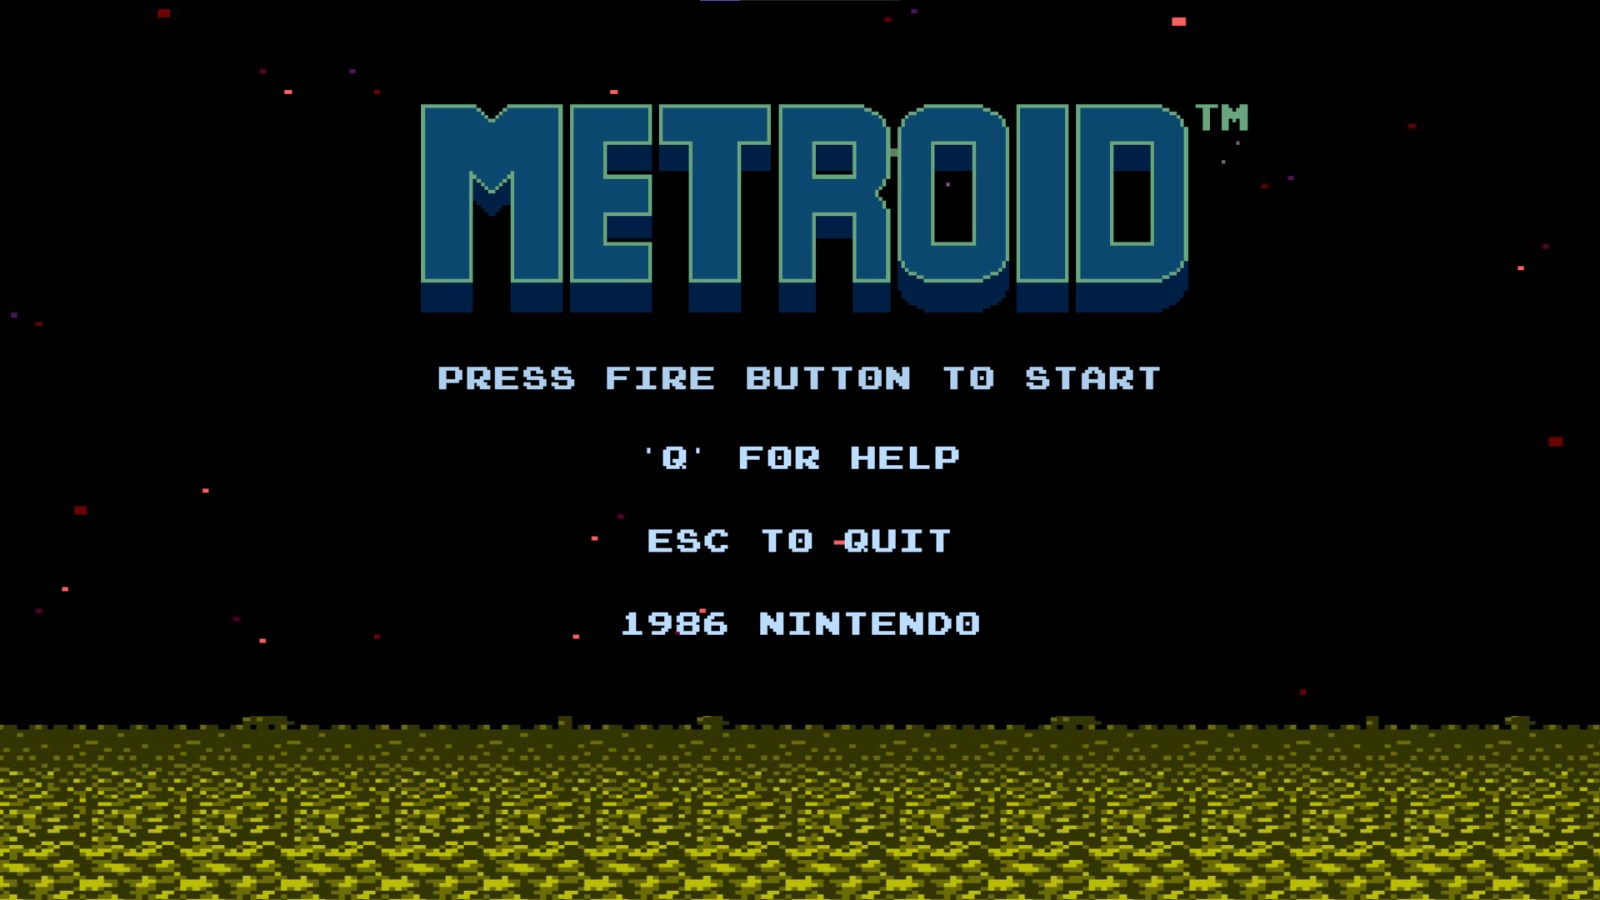 METROID™
PRESS FIRE BUTTON TO START
'Q' FOR HELP
ESC TO QUIT
1986 NINTENDO